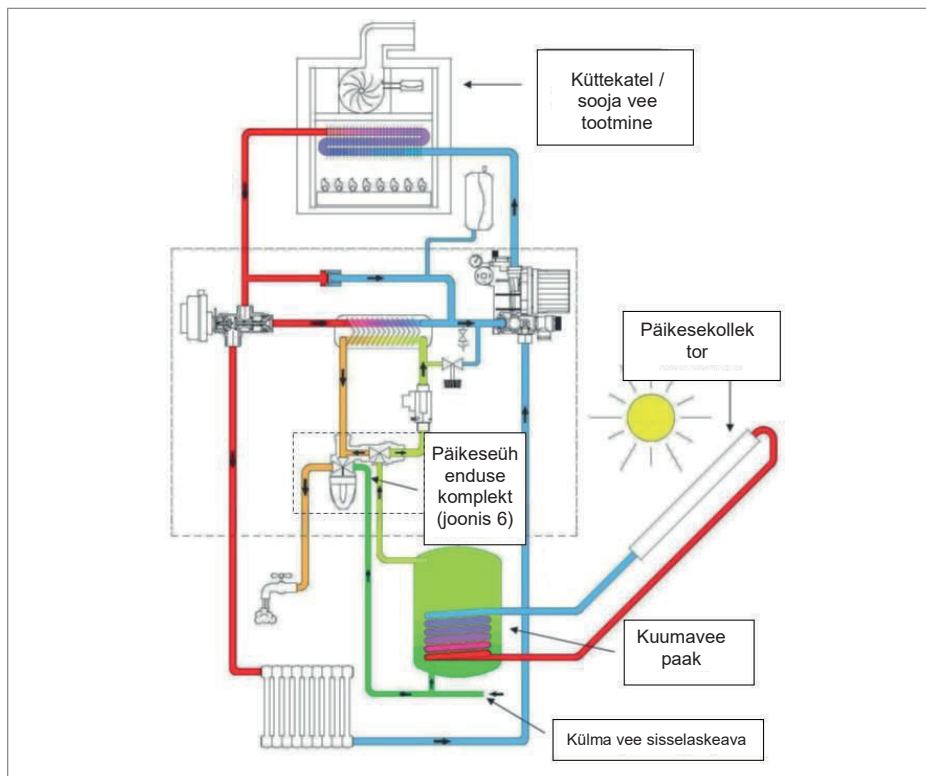 Küttekatel /
sooja vee
tootmine
Päikesekollek
tor
Päikeseüh
enduse
komplekt
(joonis 6)
Kuumavee
paak
Külma vee sisselaskeava